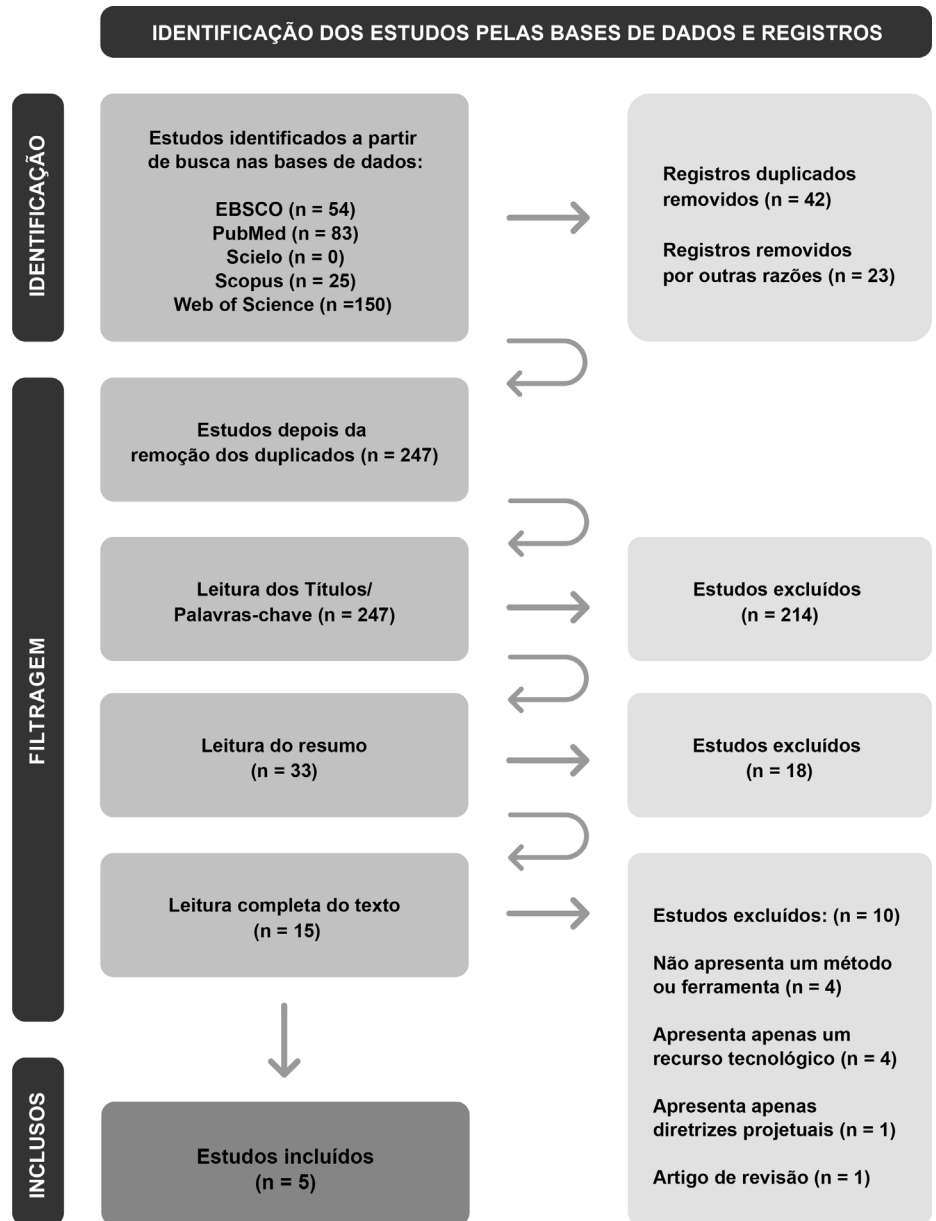 IDENTIFICAÇÃO DOS ESTUDOS PELAS BASES DE DADOS E REGISTROS
IDENTIFICAÇÃO
Estudos identificados a partir
de busca nas bases de dados:
EBSCO (n = 54)
PubMed (n = 83)
Scielo (n = 0)
Scopus (n = 25)
Web of Science (n =150)
Registros duplicados
removidos (n = 42)
Registros removidos
por outras razões (n = 23)
FILTRAGEM
Estudos depois da
remoção dos duplicados (n = 247)
Leitura dos Títulos/
Palavras-chave (n = 247)
Estudos excluídos
(n = 214)
Leitura do resumo
(n = 33)
Estudos excluídos
(n = 18)
Leitura completa do texto
(n = 15)
Estudos excluídos: (n = 10)
Não apresenta um método
ou ferramenta (n = 4)
Apresenta apenas um
recurso tecnológico (n = 4)
Apresenta apenas
diretrizes projetuais (n = 1)
Artigo de revisão (n = 1)
INCLUSOS
Estudos incluídos
(n = 5)